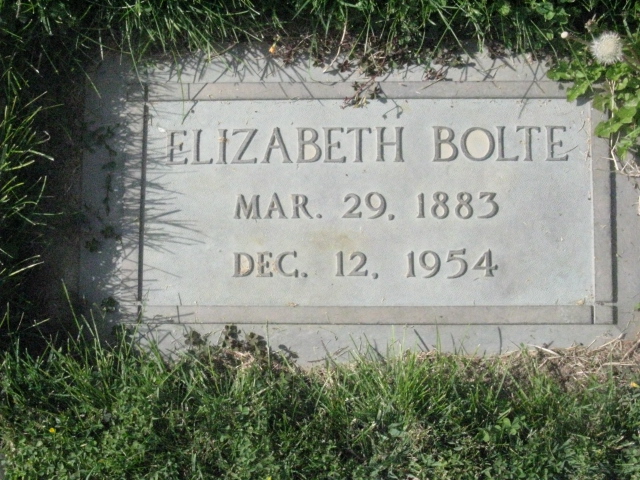 ELIZABETH BOLTE
MAR. 29, 1883
DEC. 12, 1954